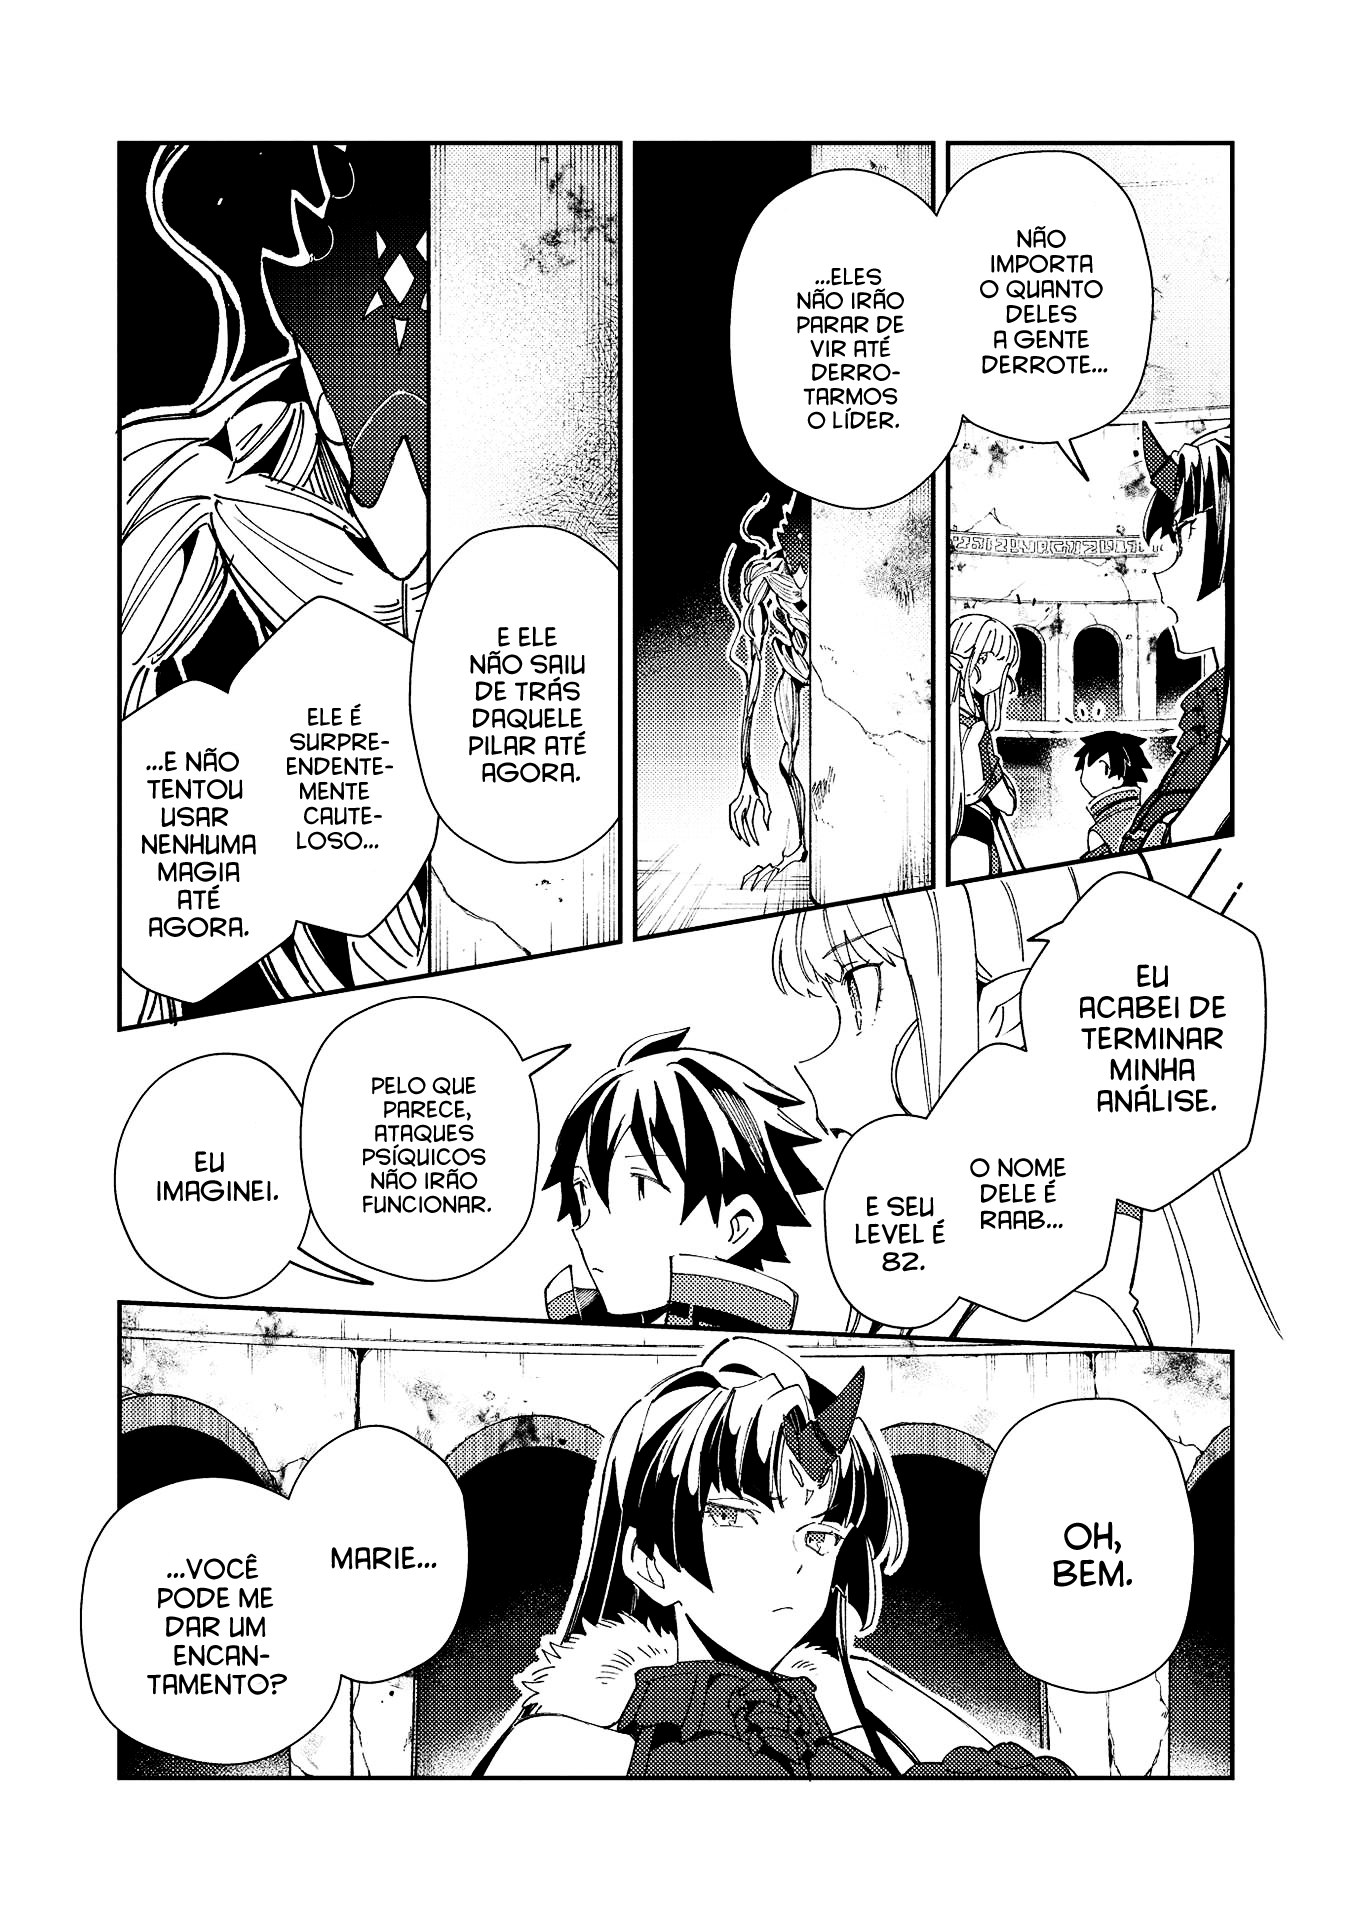 NÃO
IMPORTA
O QUANTO
DELES
A GENTE
DERROTE...
...ELES
NÃO IRÃO
PARAR DE
VIR ATÉ
DERRO-
TARMOS
O LÍDER.
E ELE
NÃO SAIU
DE TRÁS
DAQUELE
PILAR ATÉ
AGORA.
ELE É
SURPRE-
ENDENTE-
MENTE
CAUTE-
LOSO...
...E NÃO
TENTOU
USAR
NENHUMA
MAGIA
ATÉ
AGORA.
EU
ACABEI DE
TERMINAR
MINHA
ANÁLISE.
O NOME
DELE É
RAAB...
E SEU
LEVEL É
82.
PELO QUE
PARECE,
ATAQUES
PSÍQUICOS
NÃO IRÃO
FUNCIONAR.
EU
IMAGINEI.
OH,
BEM.
MARIE...
...VOCÊ
PODE ME
DAR UM
ENCAN-
TAMENTO?